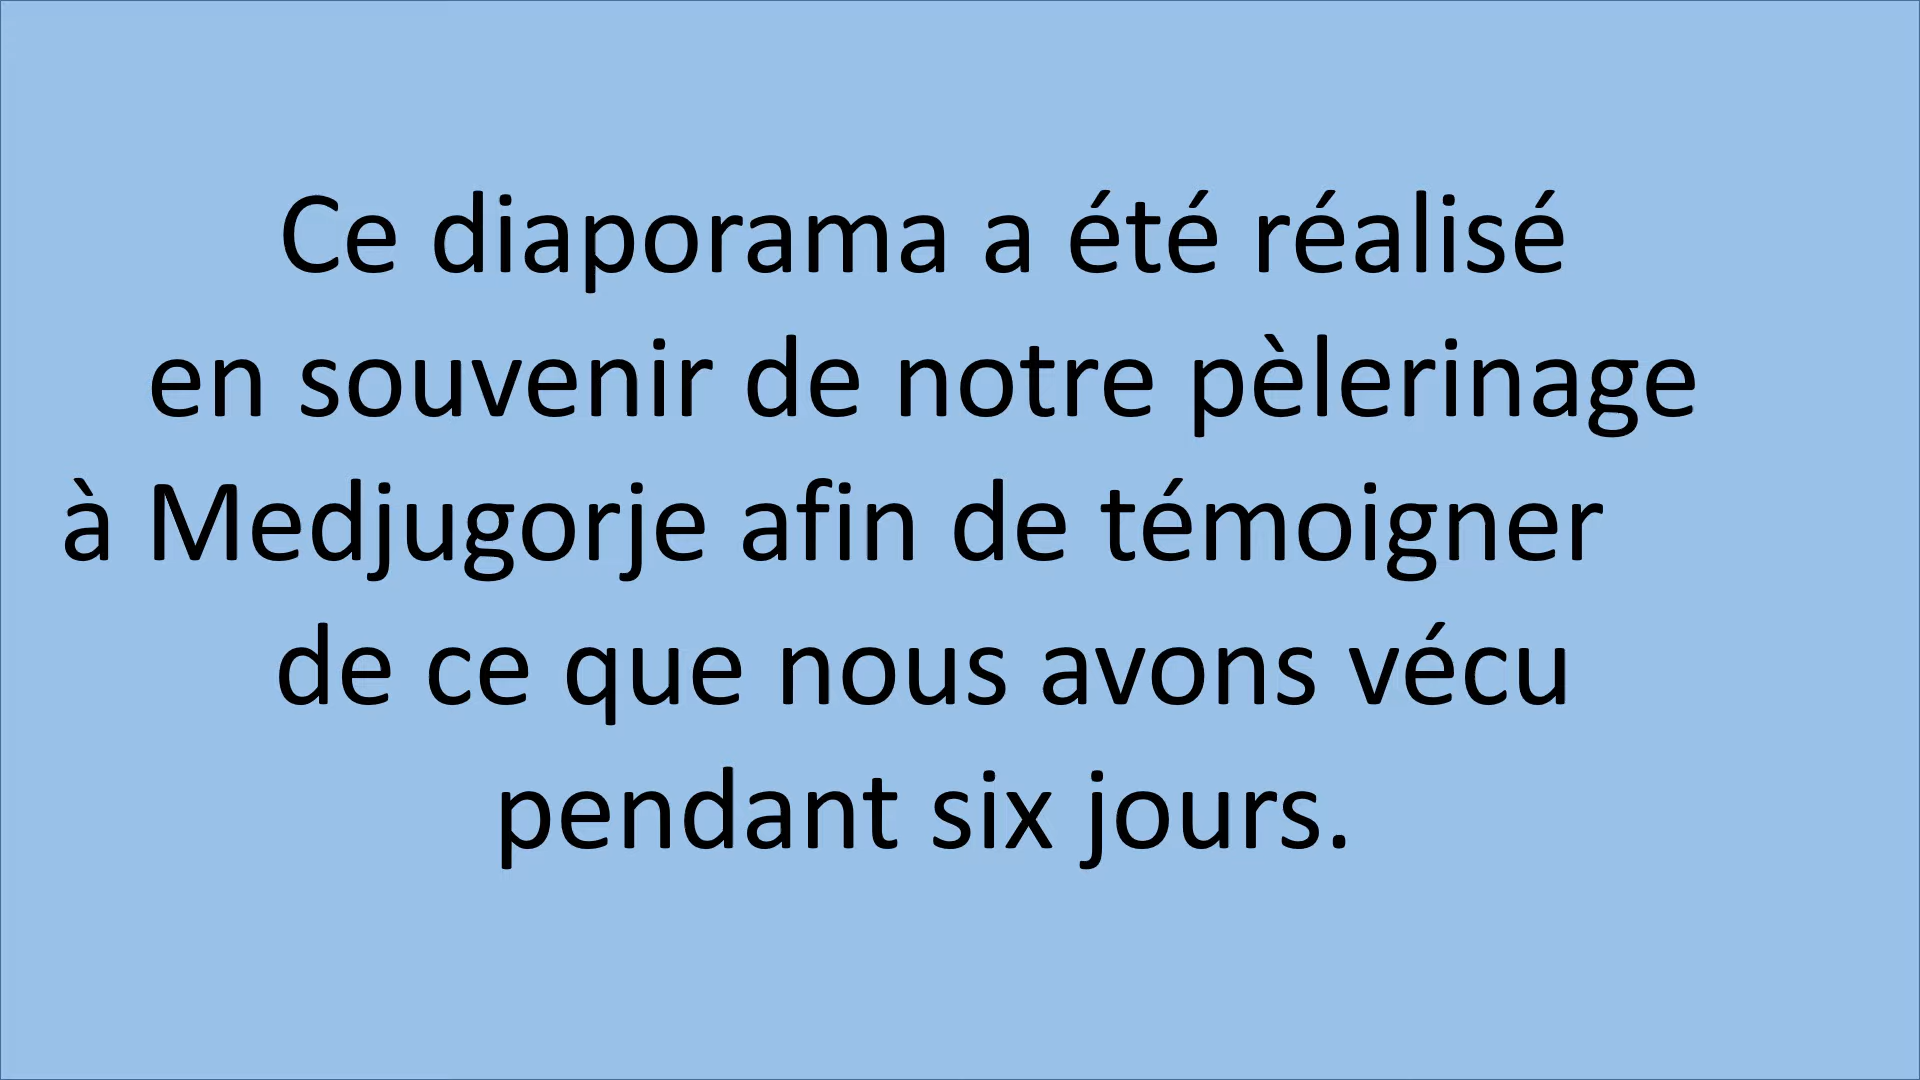 Ce diaporama a été réalisé
en souvenir de notre pèlerinage
à Medjugorje afin de témoigner
de ce que nous avons vécu
pendant six jours.